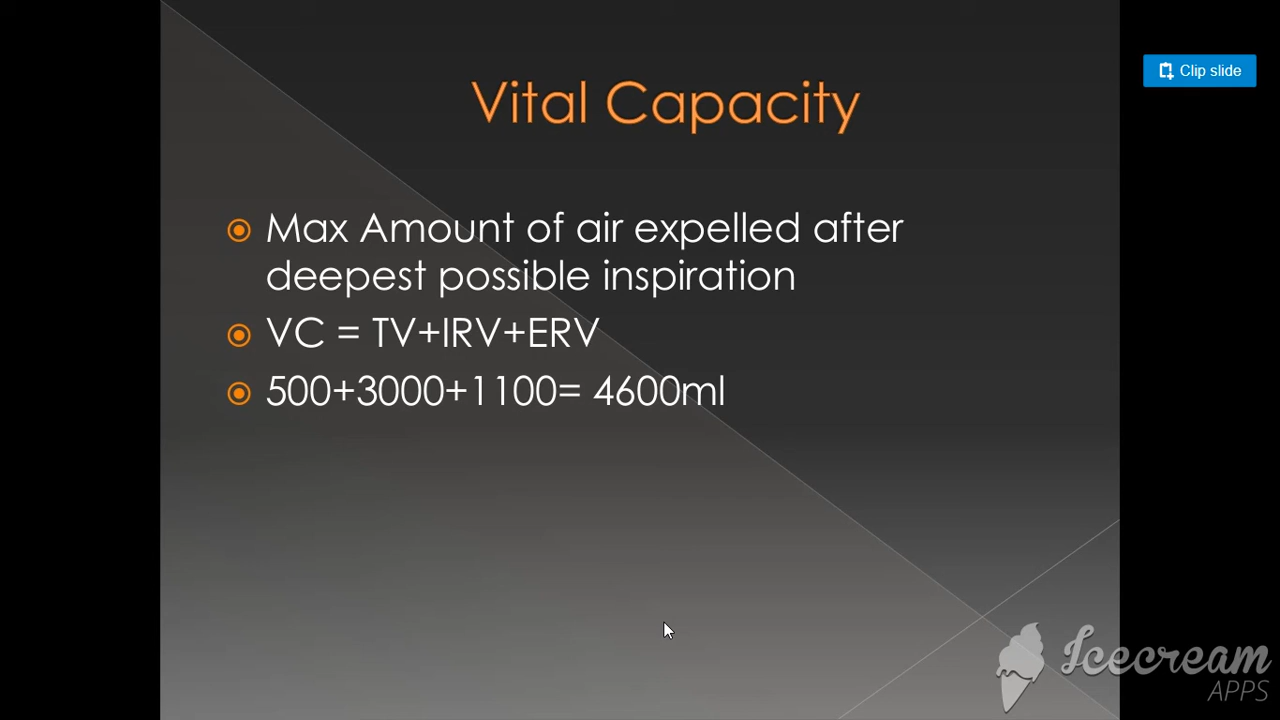 Clip slide
Vital Capacity
Max Amount of air expelled after
deepest possible inspiration
VC = TV+IRV+ERV
500+3000+1100= 4600ml
Icecream
APPS